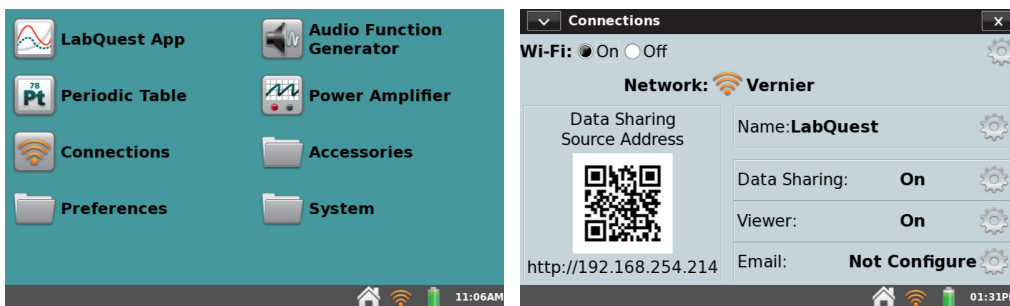 LabQuest App
Audio Function
Generator
78
Pt
Periodic Table
Power Amplifier
Connections
Accessories
Preferences
System
11:06AM
Connections
x
Wi-Fi: On Off
Network: Vernier
Data Sharing
Source Address
http://192.168.254.214
Name:LabQuest
Data Sharing: On
Viewer: On
Email: Not Configure
01:31P